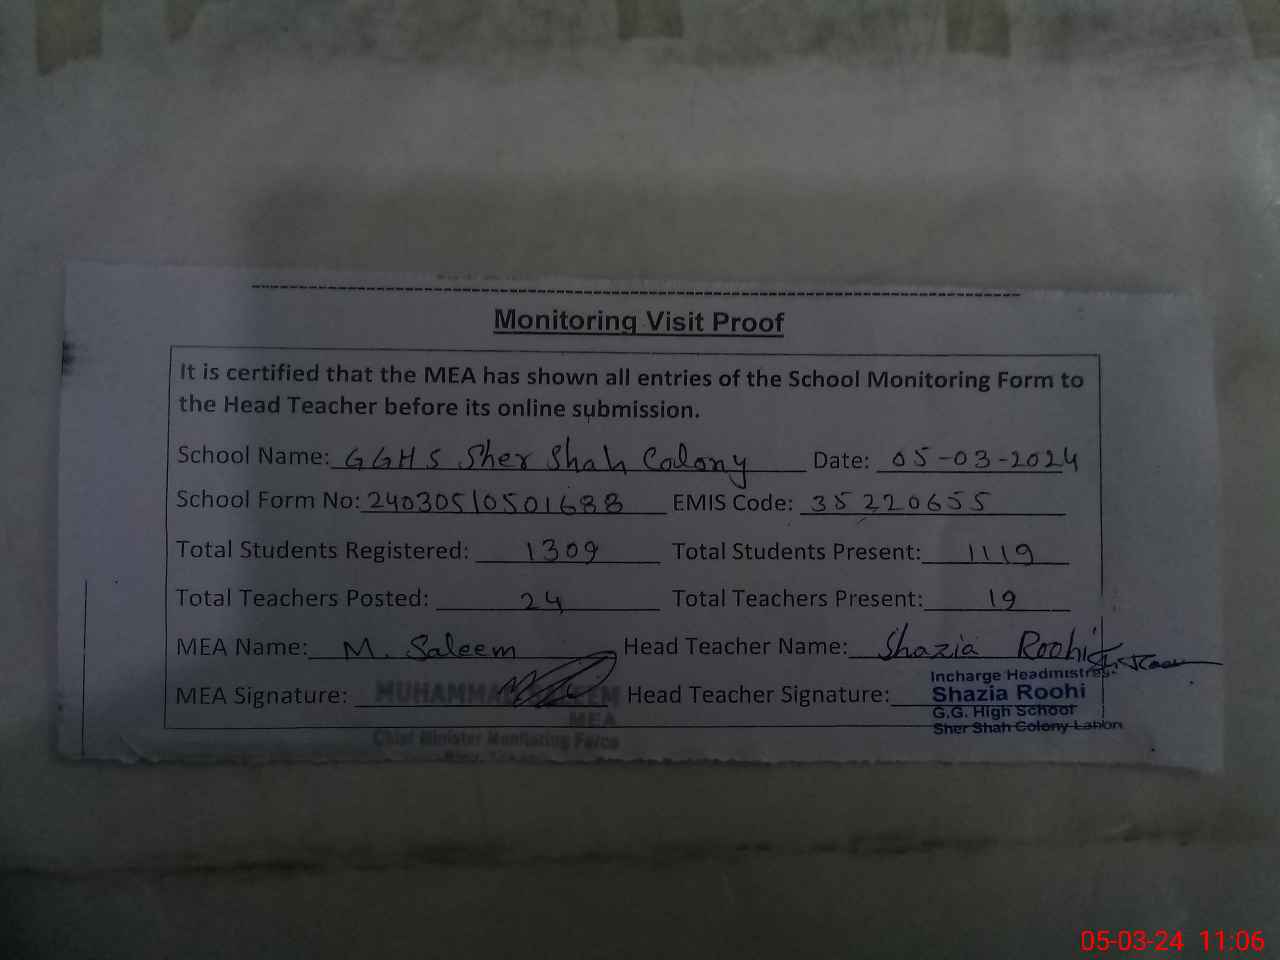 Monitoring Visit Proof
It is certified that the MEA has shown all entries of the School Monitoring Form to
the Head Teacher before its online submission.
School Name: GGHS Sher Shah Colony Date: 05-03-2024
School Form No: 24030510501688 EMIS Code: 35220655
Total Students Registered: 1309 Total Students Present: 1119
Total Teachers Posted: 24 Total Teachers Present: 19
MEA Name: M. Saleem Head Teacher Name: Shazia Roohi
MEA Signature: MUHAMMAD SALEEM Head Teacher Signature:
MEA
Chief Minister Monitoring Force
Incharge Headmistress
Shazia Roohi
G.G. High School
Sher Shah Colony Lahor
05-03-24 11:06